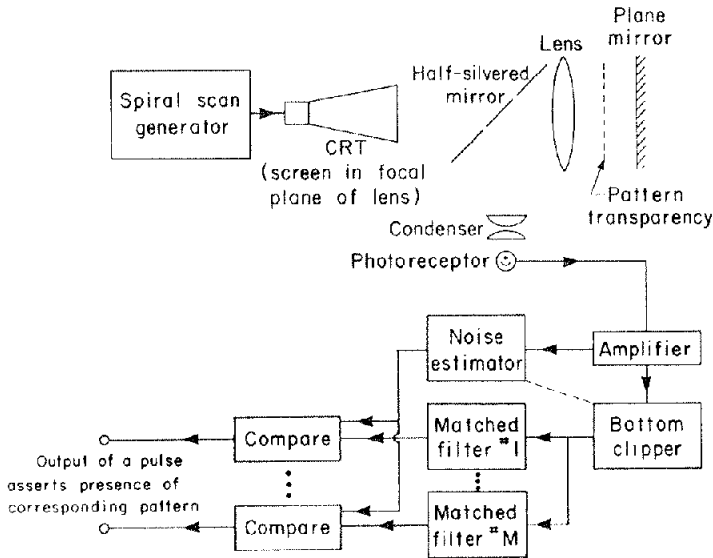 Plane
mirror
Lens
Half-silvered
mirror
Spiral scan
generator
CRT
(screen in focal
plane of lens)
Pattern
transparency
Condenser
Photoreceptor
Noise
estimator
Amplifier
Compare
Matched
filter #1
Bottom
clipper
Output of a pulse
asserts presence of
corresponding pattern
Compare
Matched
filter #M